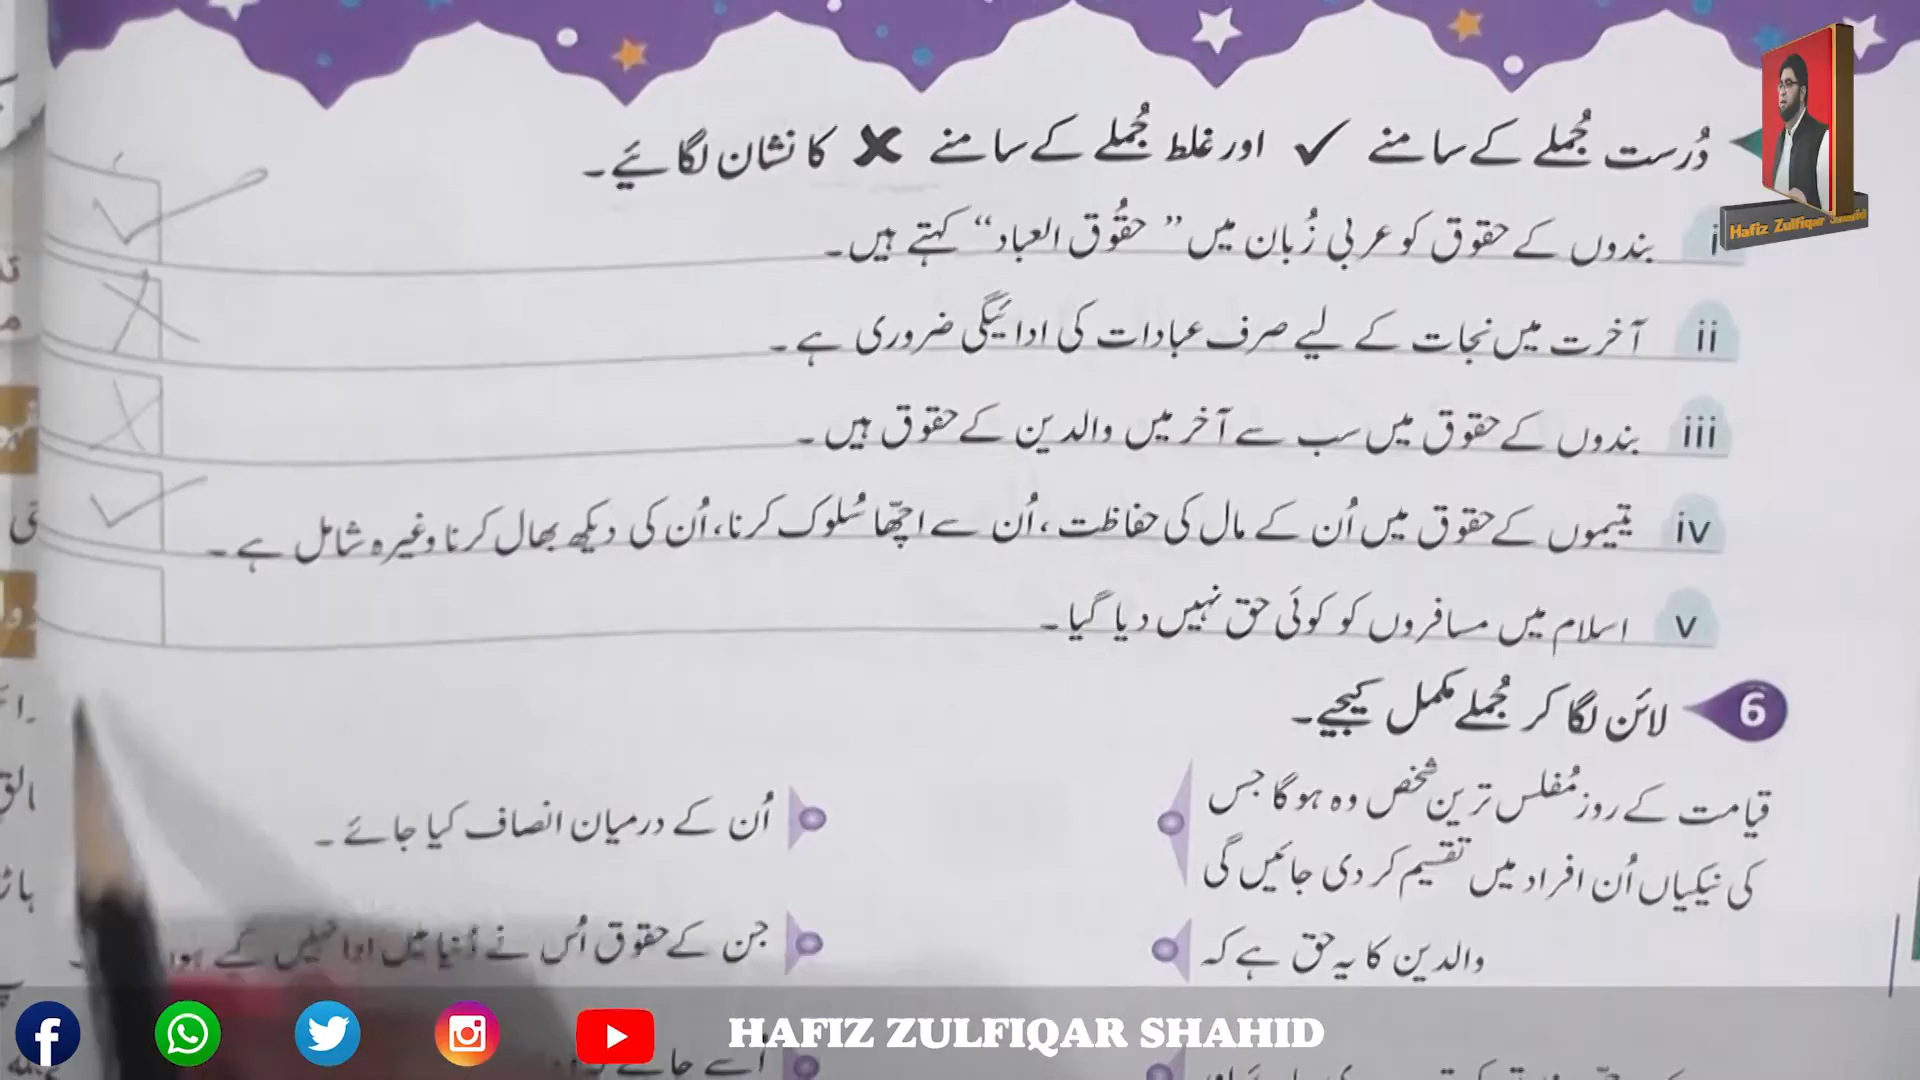 دُرست جُملے کے سامنے ✓ اور غلط جُملے کے سامنے ✗ کا نشان لگائیے۔
i بندوں کے حقوق کو عربی زُبان میں ”حقُوق العباد“ کہتے ہیں۔
ii آخرت میں نجات کے لیے صرف عبادات کی ادائیگی ضروری ہے۔
iii بندوں کے حقوق میں سب سے آخر میں والدین کے حقوق ہیں۔
iv یتیموں کے حقوق میں اُن کے مال کی حفاظت، اُن سے اچھّا سُلوک کرنا، اُن کی دیکھ بھال کرنا وغیرہ شامل ہے۔
v اسلام میں مسافروں کو کوئی حق نہیں دیا گیا۔
6 لائن لگا کر جُملے مکمل کیجیے۔
قیامت کے روز مُفلس ترین شخص وہ ہوگا جس
کی نیکیاں اُن افراد میں تقسیم کر دی جائیں گی
اُن کے درمیان انصاف کیا جائے۔
والدین کا یہ حق ہے کہ
جن کے حقوق اُس نے دُنیا میں ادا نہیں کیے
اُسے
Hafiz Zulfiqar Shahid
HAFIZ ZULFIQAR SHAHID